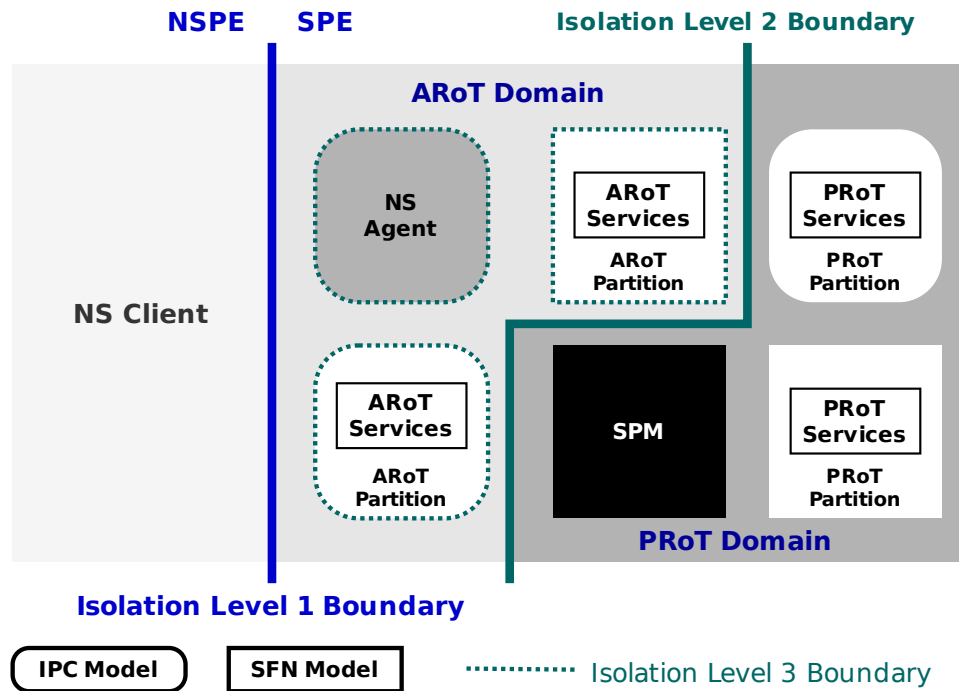 NSPE SPE Isolation Level 2 Boundary
ARoT Domain
NS
Agent
ARoT
Services
ARoT
Partition
PRoT
Services
PRoT
Partition
NS Client
ARoT
Services
ARoT
Partition
SPM
PRoT
Services
PRoT
Partition
PRoT Domain
Isolation Level 1 Boundary
IPC Model
SFN Model
Isolation Level 3 Boundary